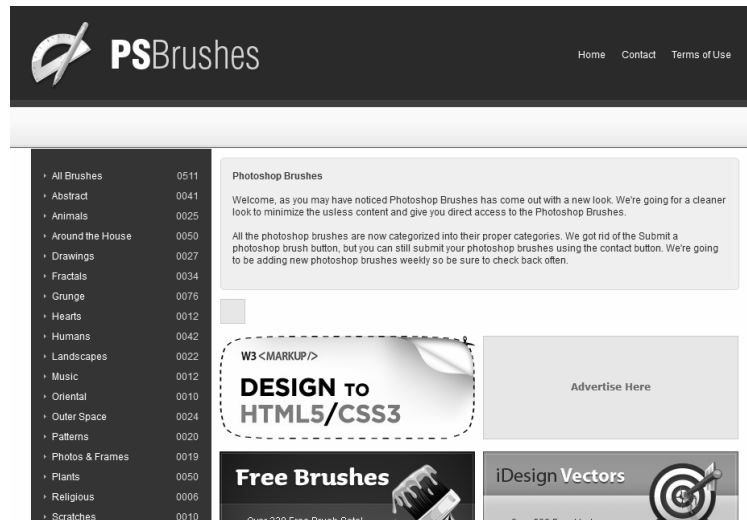 PSBrushes
Home Contact Terms of Use
All Brushes 0511
Abstract 0041
Animals 0025
Around the House 0050
Drawings 0027
Fractals 0034
Grunge 0076
Hearts 0012
Humans 0042
Landscapes 0022
Music 0012
Oriental 0010
Outer Space 0024
Patterns 0020
Photos & Frames 0019
Plants 0050
Religious 0006
Scratches 0010
Photoshop Brushes
Welcome, as you may have noticed Photoshop Brushes has come out with a new look. We're going for a cleaner
look to minimize the usless content and give you direct access to the Photoshop Brushes.
All the photoshop brushes are now categorized into their proper categories. We got rid of the Submit a
photoshop brush button, but you can still submit your photoshop brushes using the contact button. We're going
to be adding new photoshop brushes weekly so be sure to check back often.
W3 <MARKUP/>
DESIGN TO
HTML5/CSS3
Advertise Here
Free Brushes
iDesign Vectors